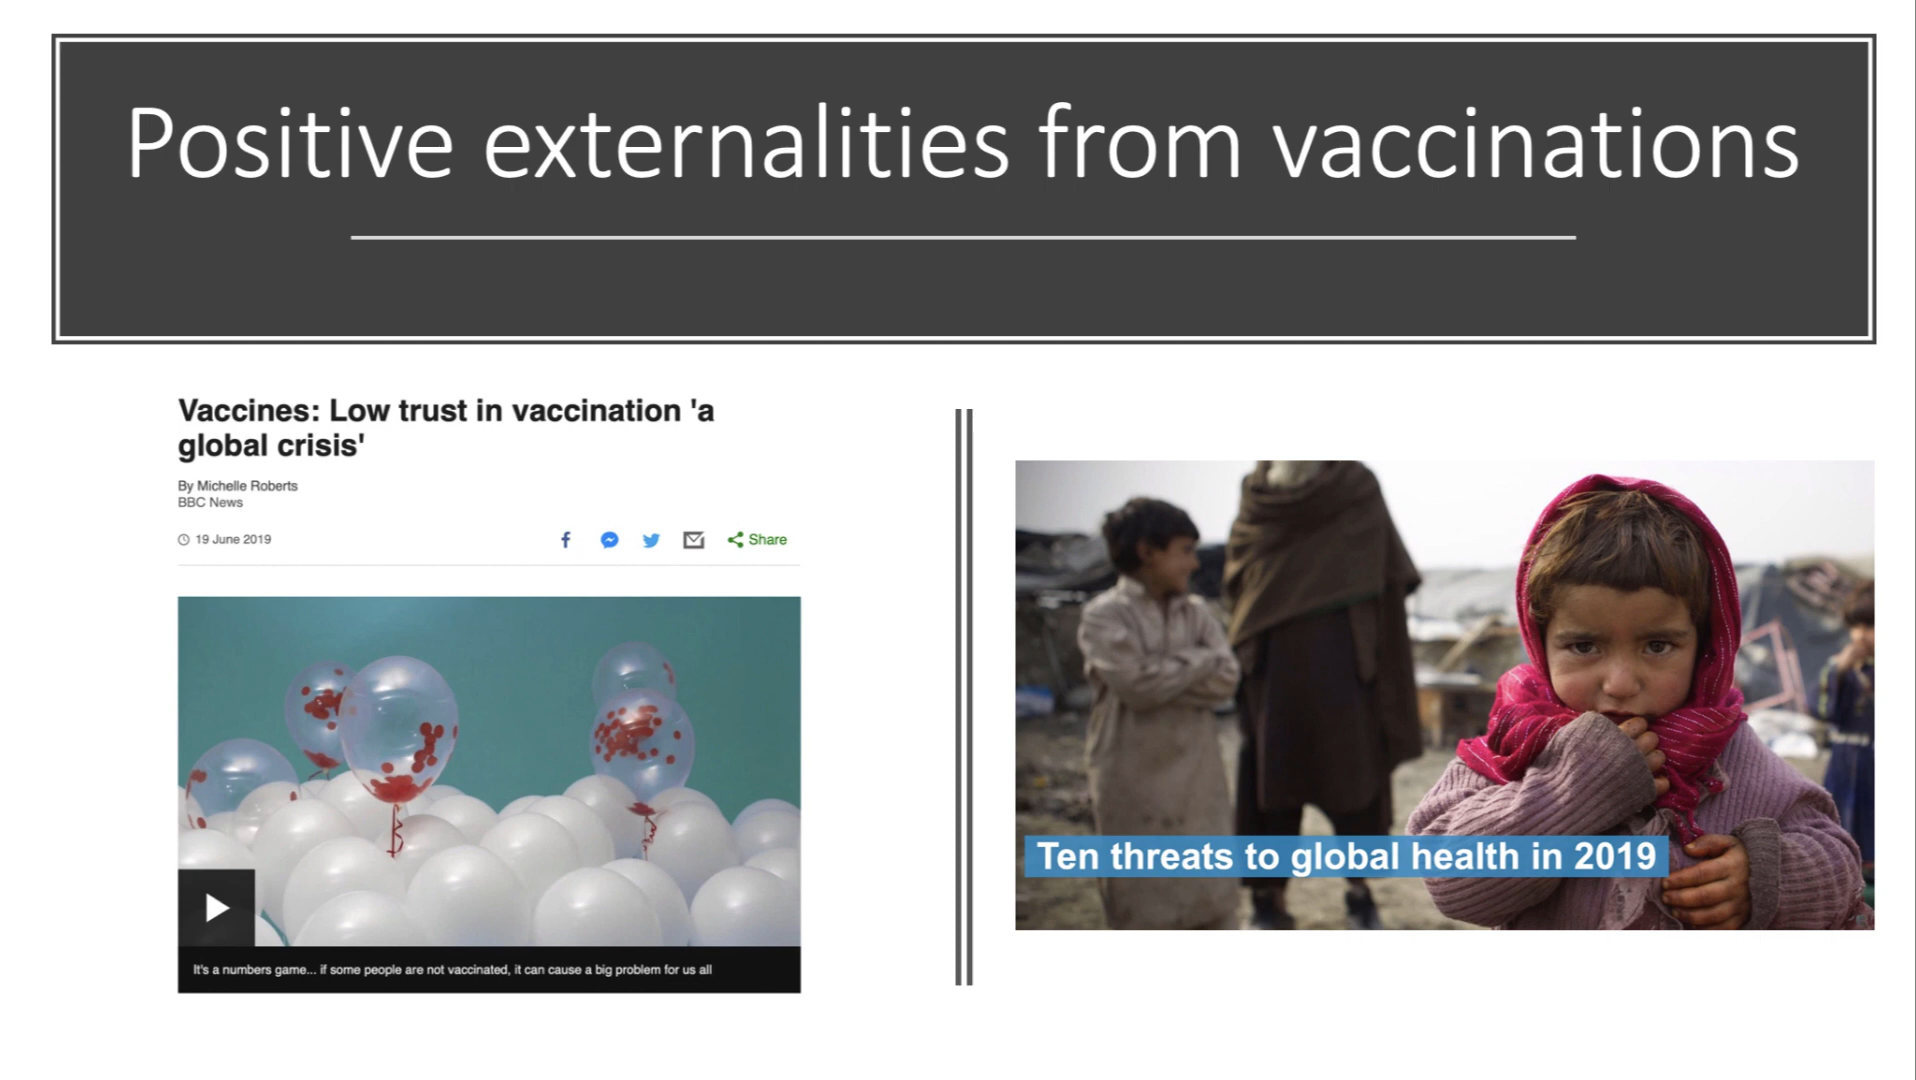 Positive externalities from vaccinations
Vaccines: Low trust in vaccination 'a
global crisis'
By Michelle Roberts
BBC News
19 June 2019
Share
It's a numbers game... if some people are not vaccinated, it can cause a big problem for us all
Ten threats to global health in 2019